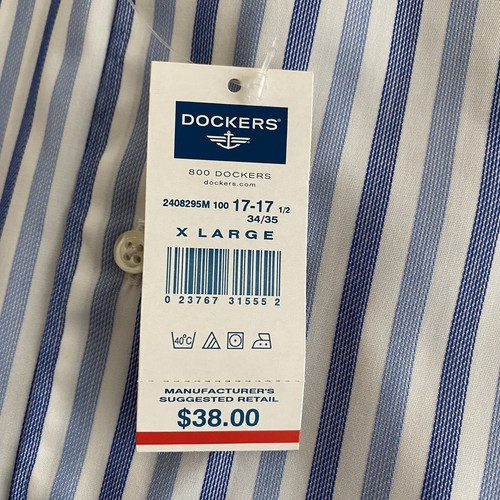 DOCKERS
800 DOCKERS
dockers.com
2408295M 100 17-17 1/2
34/35
X LARGE
0 23767 31555 2
40°C
MANUFACTURER'S
SUGGESTED RETAIL
$38.00